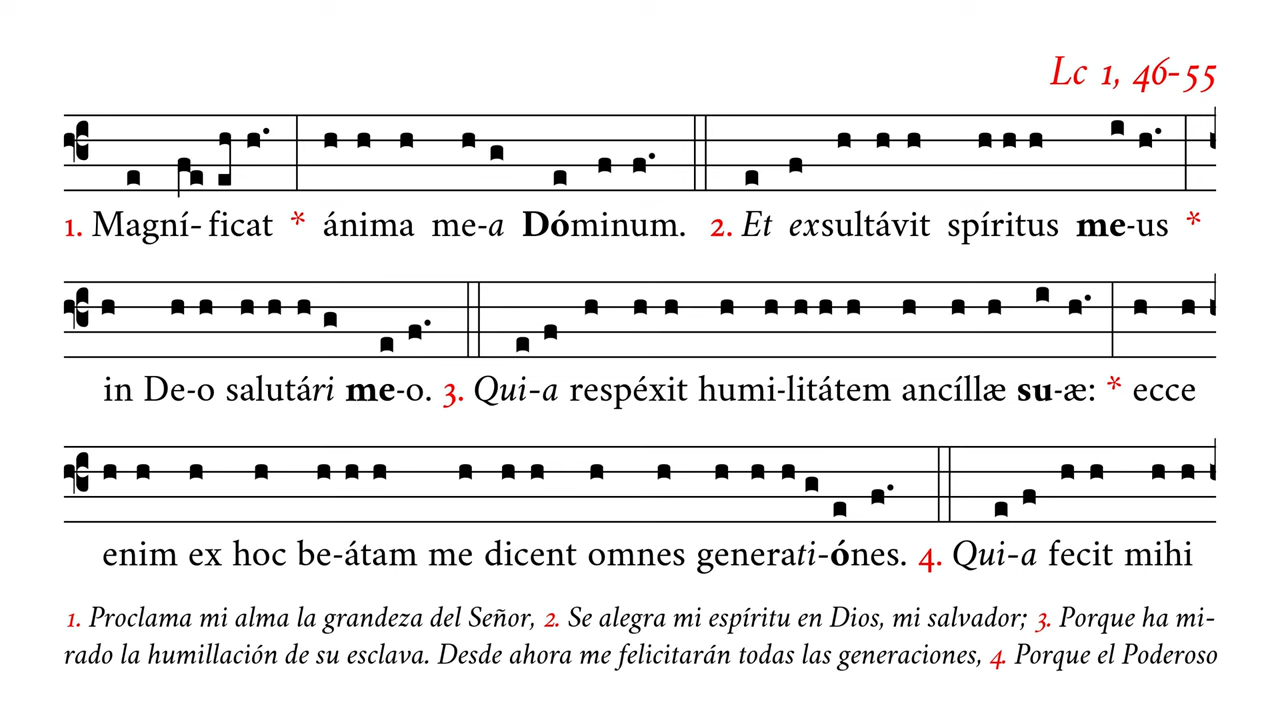 Lc 1, 46-55
1. Magní-ficat * ánima me-a Dóminum. 2. Et exsultávit spíritus me-us *
in De-o salutári me-o. 3. Qui-a respéxit humi-litátem ancíllæ su-æ: * ecce
enim ex hoc be-átam me dicent omnes generati-ónes. 4. Qui-a fecit mihi
1. Proclama mi alma la grandeza del Señor, 2. Se alegra mi espíritu en Dios, mi salvador; 3. Porque ha mi-
rado la humillación de su esclava. Desde ahora me felicitarán todas las generaciones, 4. Porque el Poderoso